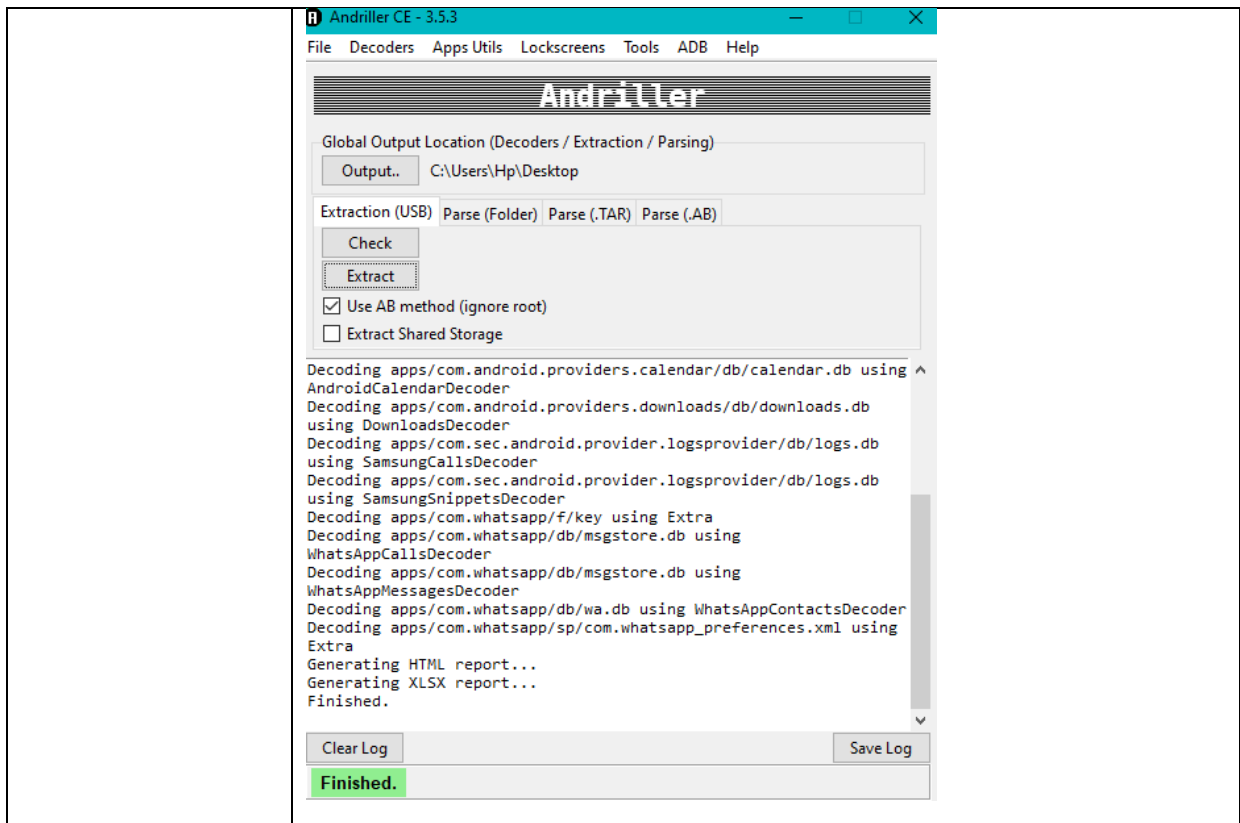 Andriller CE - 3.5.3
File Decoders Apps Utils Lockscreens Tools ADB Help
Andriller
Global Output Location (Decoders / Extraction / Parsing)
Output.. C:\Users\Hp\Desktop
Extraction (USB) Parse (Folder) Parse (.TAR) Parse (.AB)
Check
Extract
Use AB method (ignore root)
Extract Shared Storage
Decoding apps/com.android.providers.calendar/db/calendar.db using
AndroidCalendarDecoder
Decoding apps/com.android.providers.downloads/db/downloads.db
using DownloadsDecoder
Decoding apps/com.sec.android.provider.logsprovider/db/logs.db
using SamsungCallsDecoder
Decoding apps/com.sec.android.provider.logsprovider/db/logs.db
using SamsungSnippetsDecoder
Decoding apps/com.whatsapp/f/key using Extra
Decoding apps/com.whatsapp/db/msgstore.db using
WhatsAppCallsDecoder
Decoding apps/com.whatsapp/db/msgstore.db using
WhatsAppMessagesDecoder
Decoding apps/com.whatsapp/db/wa.db using WhatsAppContactsDecoder
Decoding apps/com.whatsapp/sp/com.whatsapp_preferences.xml using
Extra
Generating HTML report...
Generating XLSX report...
Finished.
Clear Log Save Log
Finished.